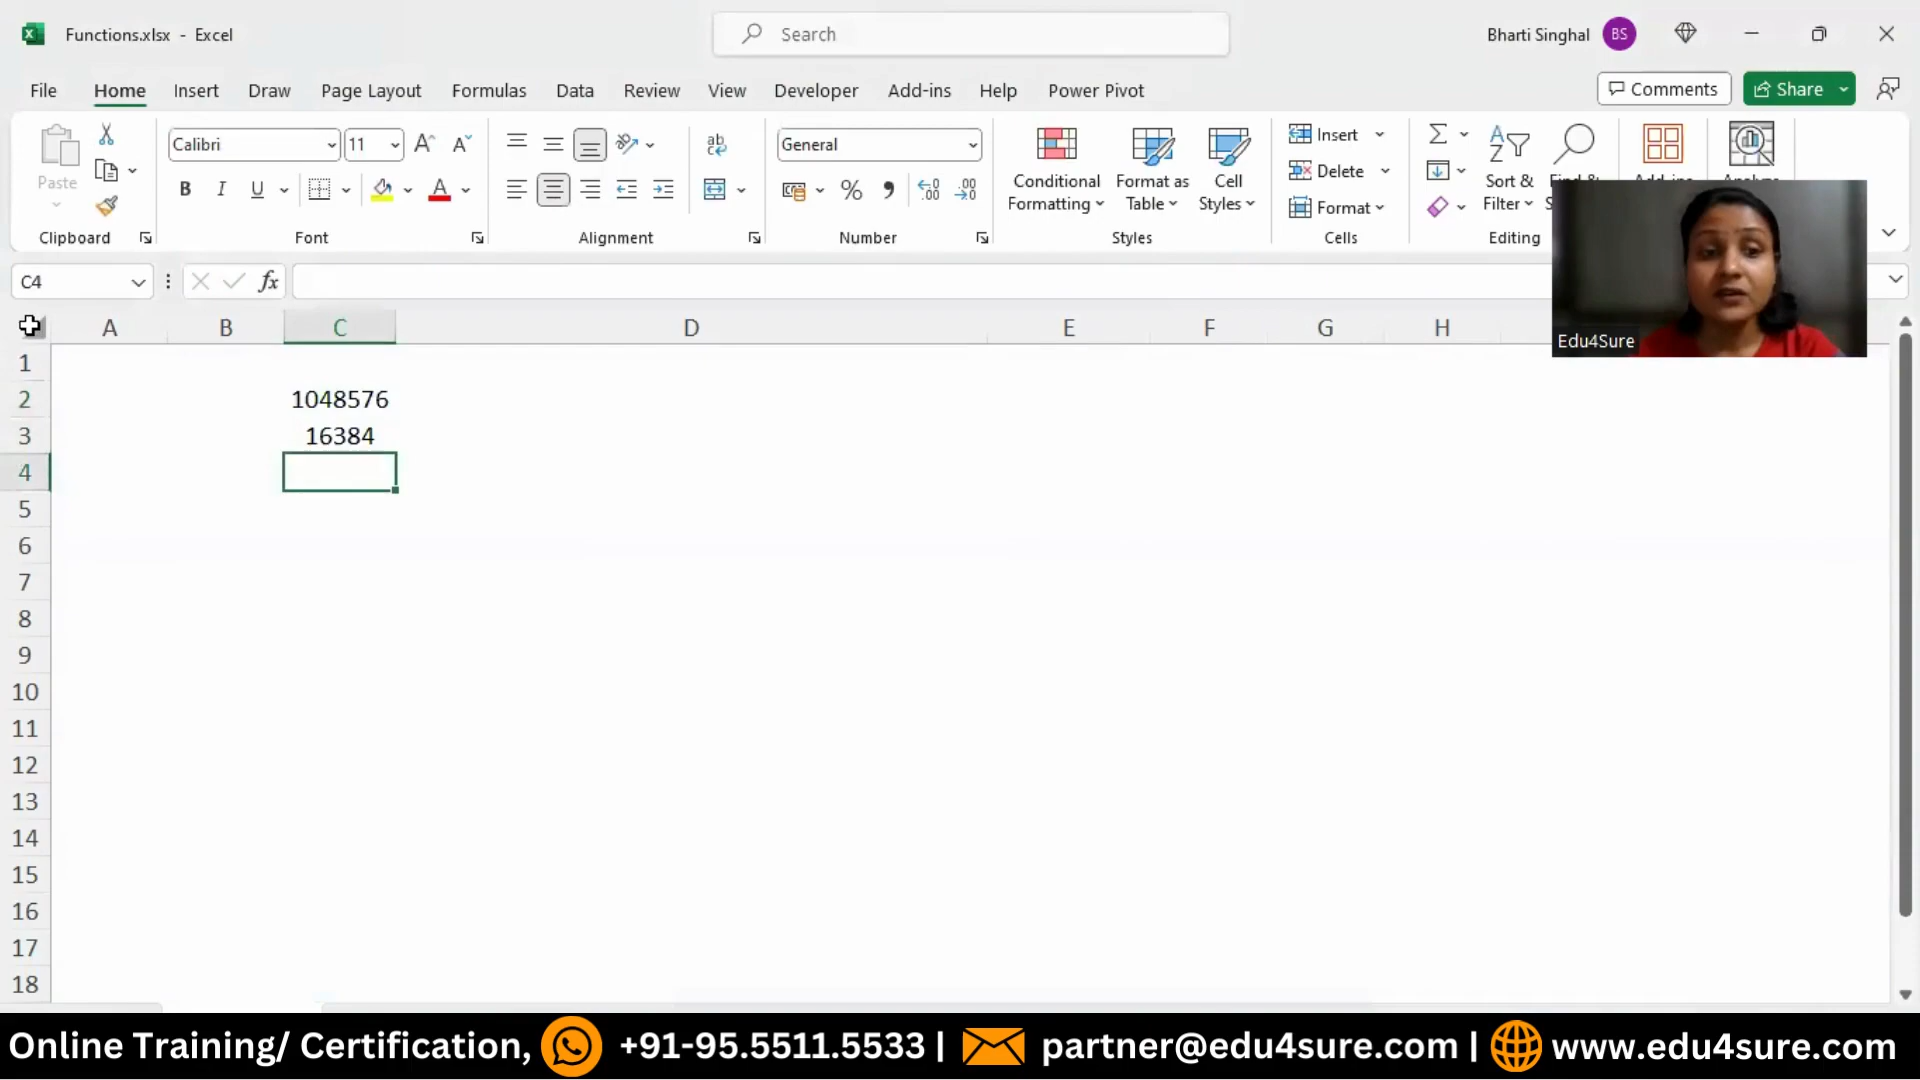 Functions.xlsx - Excel
Search
Bharti Singhal
BS
File
Home
Insert
Draw
Page Layout
Formulas
Data
Review
View
Developer
Add-ins
Help
Power Pivot
Comments
Share
Paste
Clipboard
Calibri
11
Font
Alignment
General
Number
Conditional Formatting
Format as Table
Cell Styles
Styles
Insert
Delete
Format
Cells
Sort & Filter
Editing
C4
fx
Edu4Sure
A B C D E F G H
1
2 1048576
3 16384
4
5
6
7
8
9
10
11
12
13
14
15
16
17
18
Online Training/ Certification, +91-95.5511.5533 | partner@edu4sure.com | www.edu4sure.com